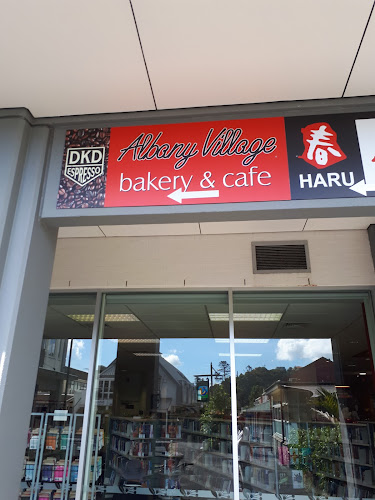 DKD
ESPRESSO
Albany Village
bakery & cafe
春
HARU